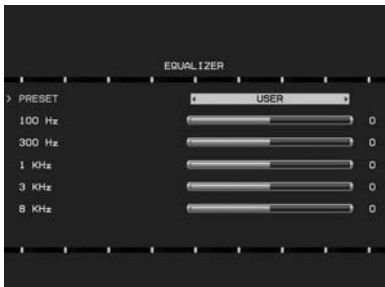 EQUALIZER
> PRESET USER
100 Hz 0
300 Hz 0
1 KHz 0
3 KHz 0
8 KHz 0